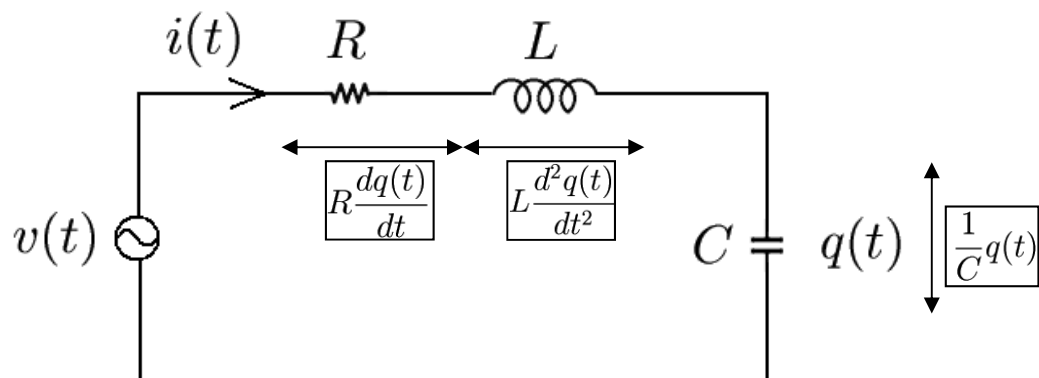 i(t) R L
R dq(t)/dt
L d²q(t)/dt²
v(t)
C q(t)
1/C q(t)